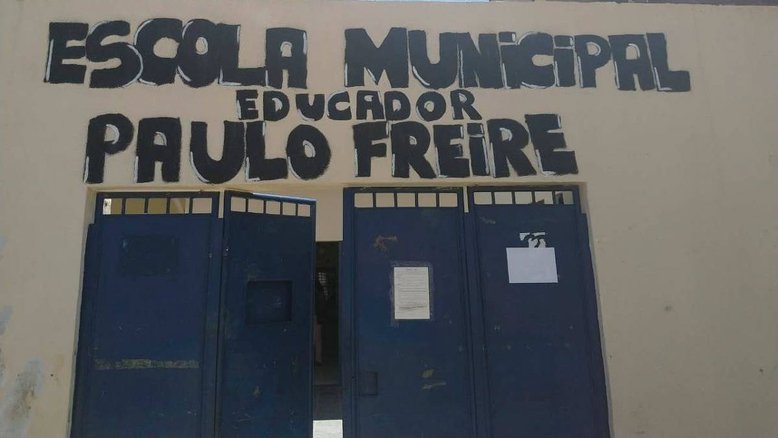 ESCOLA MUNICIPAL
EDUCADOR
PAULO FREIRE